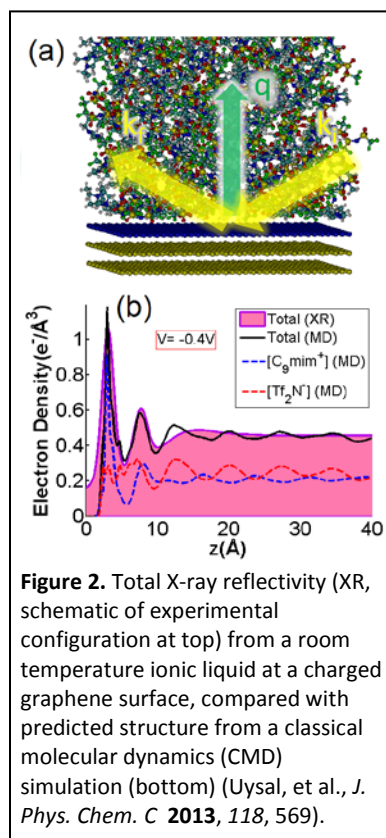 (a)
q
k_f
k_i
(b)
V= -0.4V
Total (XR)
Total (MD)
[C₉mim⁺] (MD)
[Tf₂N⁻] (MD)
Electron Density(e⁻/Å³)
1
0.8
0.6
0.4
0.2
0
0 10 20 30 40
z(Å)
Figure 2. Total X-ray reflectivity (XR,
schematic of experimental
configuration at top) from a room
temperature ionic liquid at a charged
graphene surface, compared with
predicted structure from a classical
molecular dynamics (CMD)
simulation (bottom) (Uysal, et al., J.
Phys. Chem. C 2013, 118, 569).